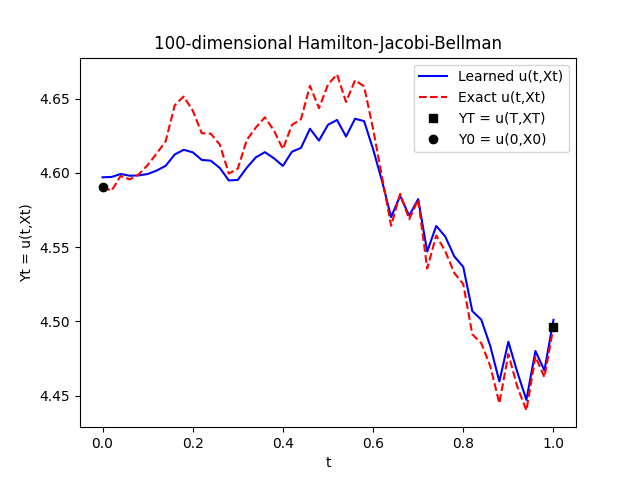 100-dimensional Hamilton-Jacobi-Bellman
Learned u(t,Xt)
Exact u(t,Xt)
YT = u(T,XT)
Y0 = u(0,X0)
Yt = u(t,Xt)
4.65
4.60
4.55
4.50
4.45
0.0 0.2 0.4 0.6 0.8 1.0
t